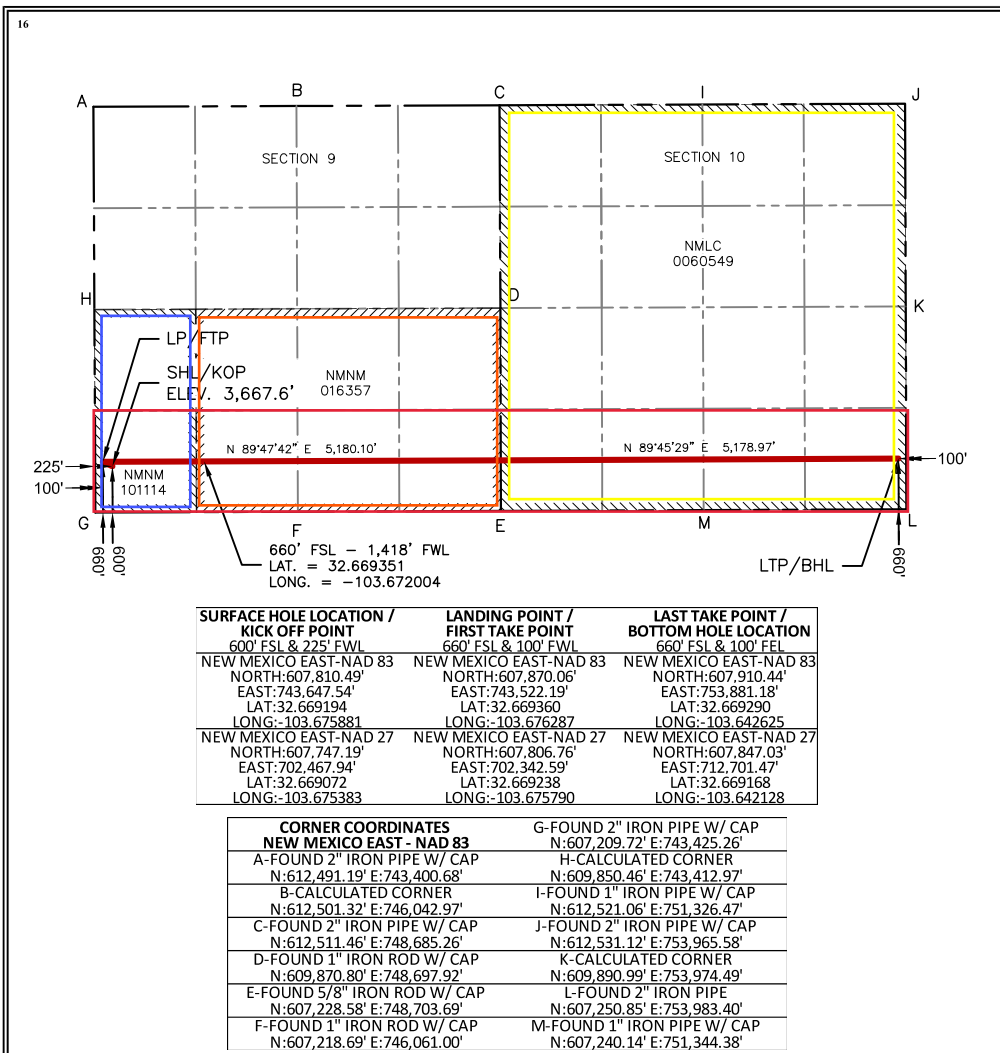 16
A
B
C
I
J
SECTION 9
SECTION 10
NMLC
0060549
H
D
K
LP/FTP
SHL/KOP
ELEV. 3,667.6'
NMNM
016357
N 89°47'42" E 5,180.10'
N 89°45'29" E 5,178.97'
225'
100'
NMNM
101114
100'
G
F
E
M
L
660'
600'
660' FSL - 1,418' FWL
LAT. = 32.669351
LONG. = -103.672004
LTP/BHL
660'
SURFACE HOLE LOCATION /
KICK OFF POINT
600' FSL & 225' FWL
NEW MEXICO EAST-NAD 83
NORTH:607,810.49'
EAST:743,647.54'
LAT:32.669194
LONG:-103.675881
NEW MEXICO EAST-NAD 27
NORTH:607,747.19'
EAST:702,467.94'
LAT:32.669072
LONG:-103.675383
LANDING POINT /
FIRST TAKE POINT
660' FSL & 100' FWL
NEW MEXICO EAST-NAD 83
NORTH:607,870.06'
EAST:743,522.19'
LAT:32.669360
LONG:-103.676287
NEW MEXICO EAST-NAD 27
NORTH:607,806.76'
EAST:702,342.59'
LAT:32.669238
LONG:-103.675790
LAST TAKE POINT /
BOTTOM HOLE LOCATION
660' FSL & 100' FEL
NEW MEXICO EAST-NAD 83
NORTH:607,910.44'
EAST:753,881.18'
LAT:32.669290
LONG:-103.642625
NEW MEXICO EAST-NAD 27
NORTH:607,847.03'
EAST:712,701.47'
LAT:32.669168
LONG:-103.642128
CORNER COORDINATES
NEW MEXICO EAST - NAD 83
A-FOUND 2" IRON PIPE W/ CAP
N:612,491.19' E:743,400.68'
B-CALCULATED CORNER
N:612,501.32' E:746,042.97'
C-FOUND 2" IRON PIPE W/ CAP
N:612,511.46' E:748,685.26'
D-FOUND 1" IRON ROD W/ CAP
N:609,870.80' E:748,697.92'
E-FOUND 5/8" IRON ROD W/ CAP
N:607,228.58' E:748,703.69'
F-FOUND 1" IRON ROD W/ CAP
N:607,218.69' E:746,061.00'
G-FOUND 2" IRON PIPE W/ CAP
N:607,209.72' E:743,425.26'
H-CALCULATED CORNER
N:609,850.46' E:743,412.97'
I-FOUND 1" IRON PIPE W/ CAP
N:612,521.06' E:751,326.47'
J-FOUND 2" IRON PIPE W/ CAP
N:612,531.12' E:753,965.58'
K-CALCULATED CORNER
N:609,890.99' E:753,974.49'
L-FOUND 2" IRON PIPE
N:607,250.85' E:753,983.40'
M-FOUND 1" IRON PIPE W/ CAP
N:607,240.14' E:751,344.38'